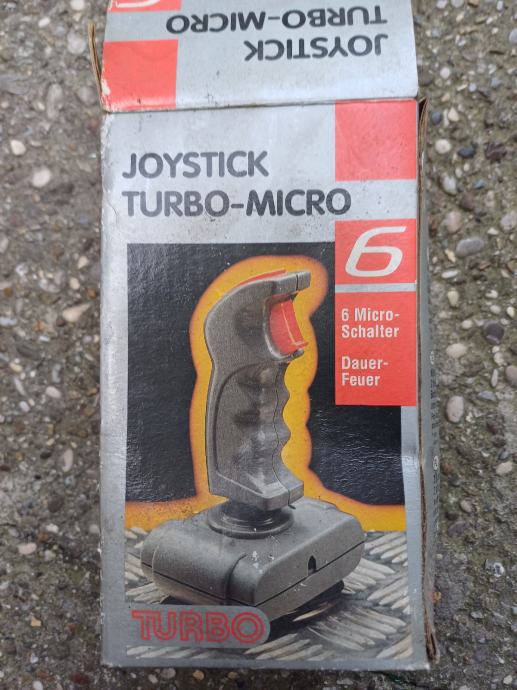 JOYSTICK
TURBO-MICRO
JOYSTICK
TURBO-MICRO
6
6 Micro-
Schalter
Dauer-
Feuer
TURBO